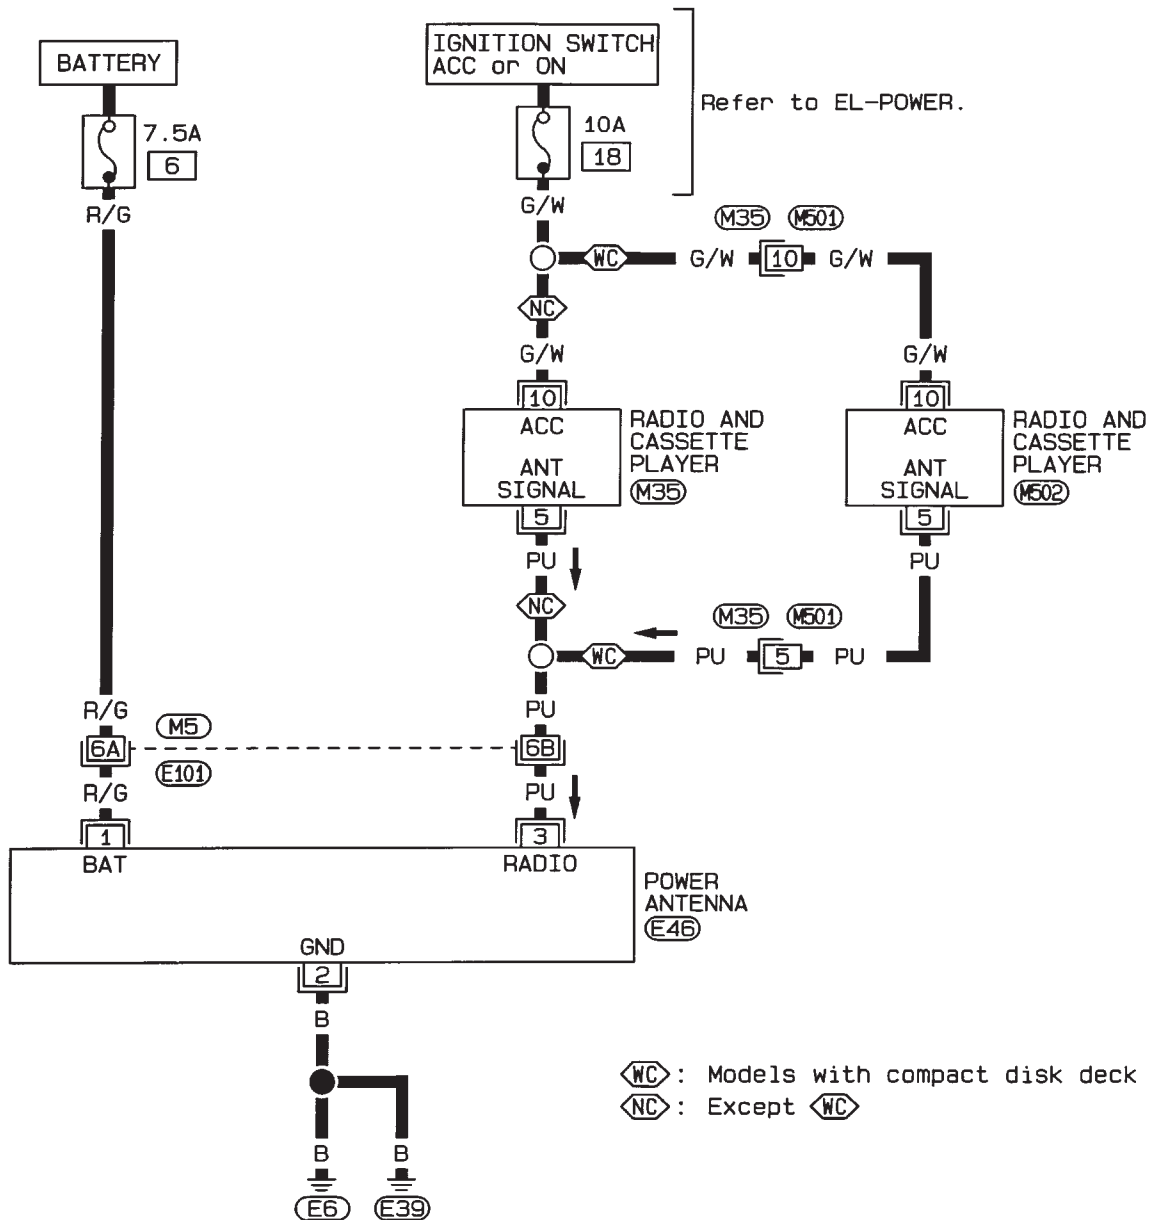 BATTERY
7.5A
6
R/G
IGNITION SWITCH
ACC or ON
10A
18
Refer to EL-POWER.
G/W
M35 M501
WC G/W 10 G/W
NC
G/W
G/W
10
ACC
ANT
SIGNAL
5
RADIO AND
CASSETTE
PLAYER
M35
10
ACC
ANT
SIGNAL
5
RADIO AND
CASSETTE
PLAYER
M502
PU
PU
NC
M35 M501
WC PU 5 PU
R/G
PU
M5
6A
6B
E101
R/G
PU
1
3
BAT
RADIO
POWER
ANTENNA
E46
GND
2
B
WC : Models with compact disk deck
NC : Except WC
B
B
E6
E39